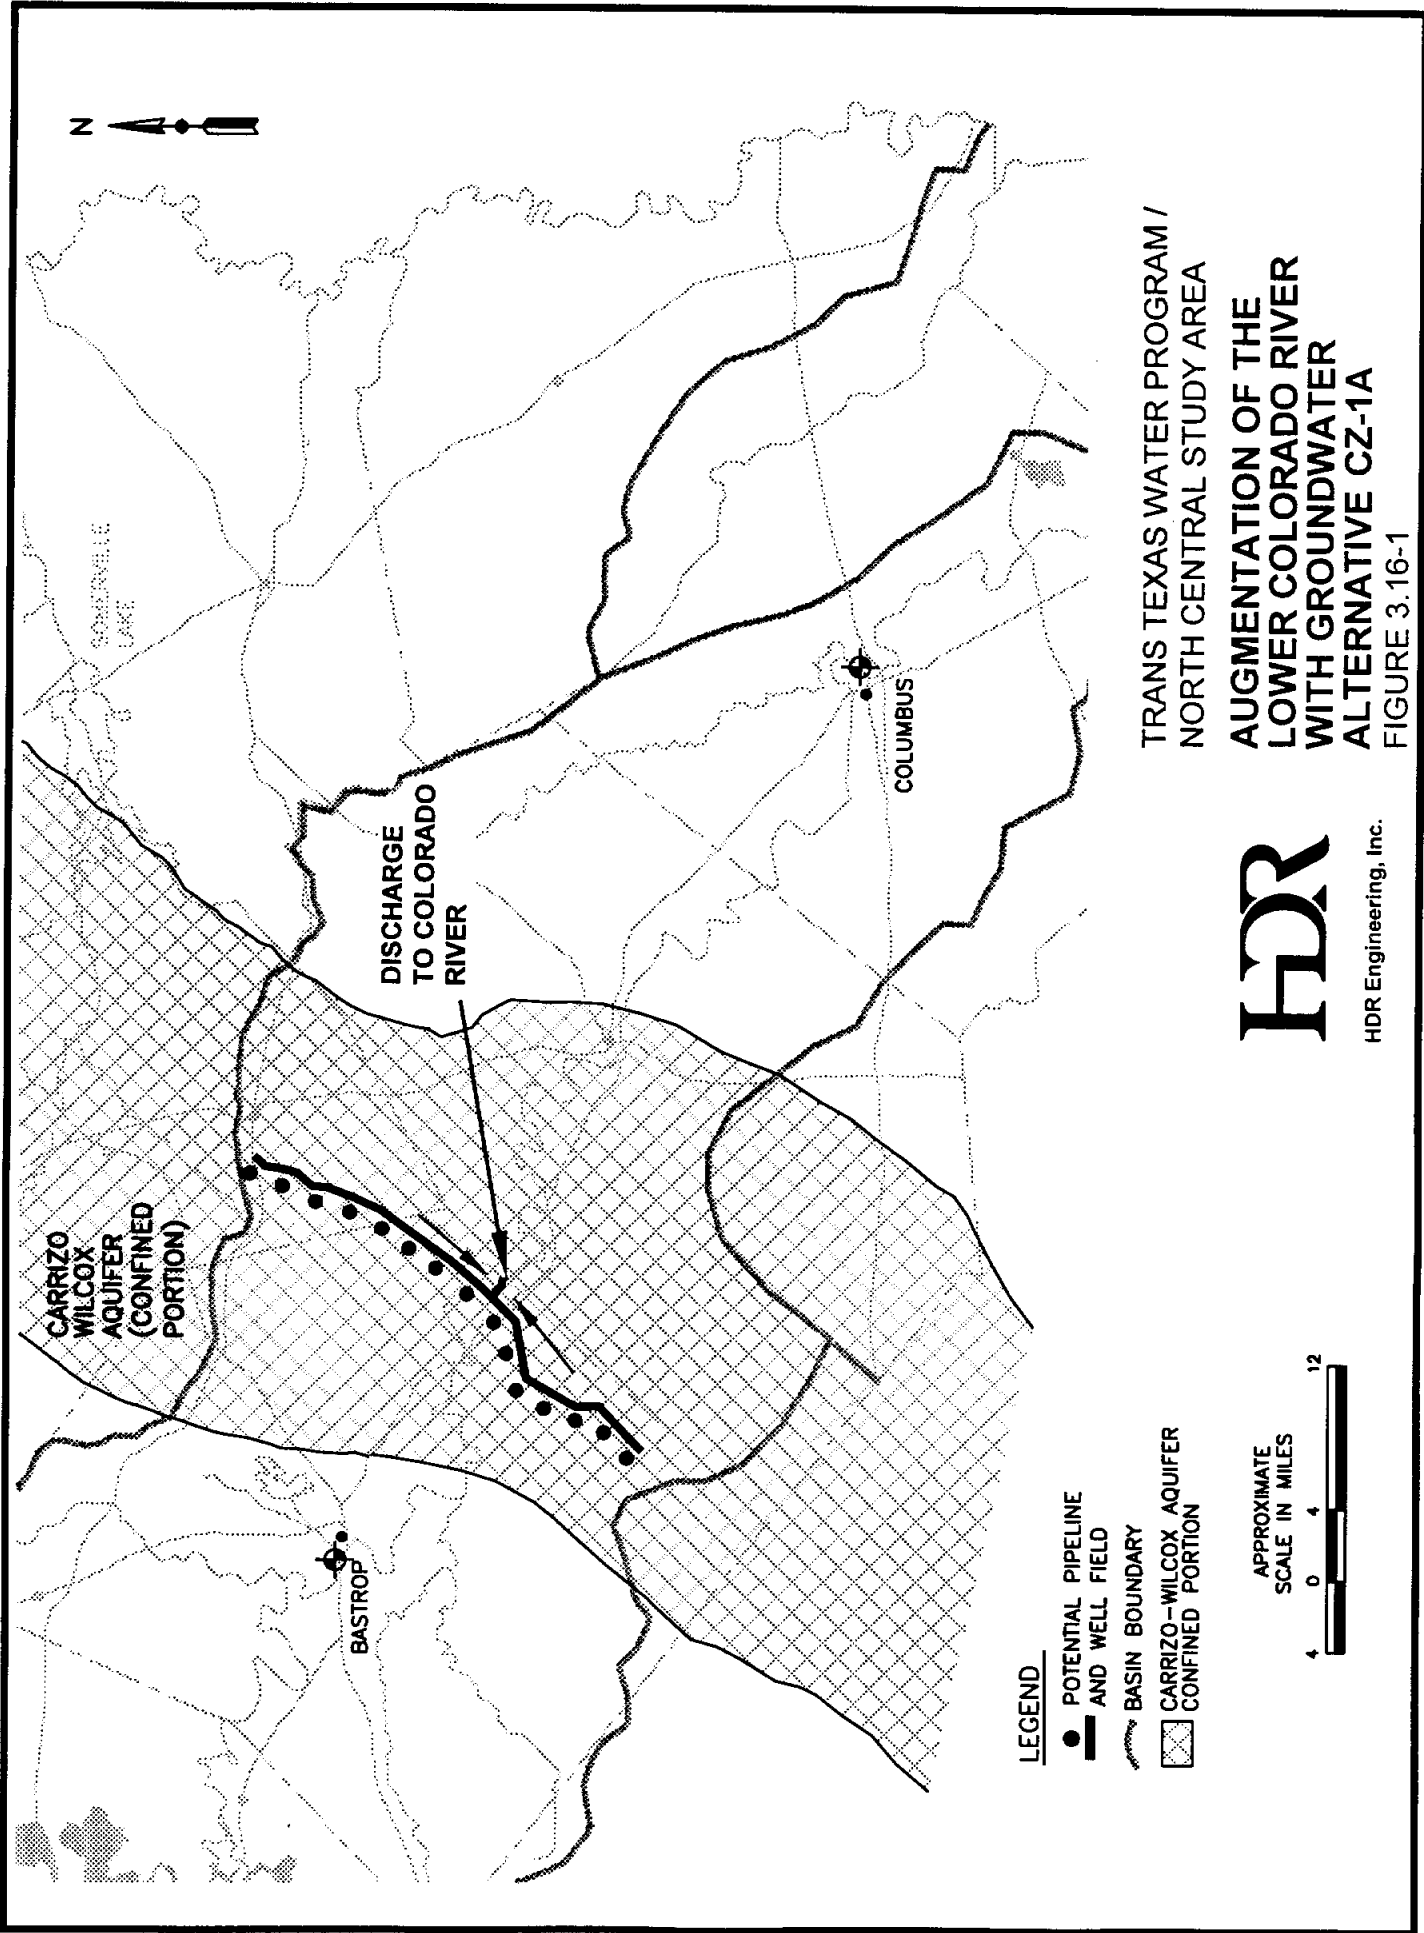 N
SOMERVILLE
LAKE
CARRIZO
WILCOX
AQUIFER
(CONFINED
PORTION)
BASTROP
DISCHARGE
TO COLORADO
RIVER
COLUMBUS
LEGEND
POTENTIAL PIPELINE
AND WELL FIELD
BASIN BOUNDARY
CARRIZO-WILCOX AQUIFER
CONFINED PORTION
APPROXIMATE
SCALE IN MILES
4 0 4 12
HDR
HDR Engineering, Inc.
TRANS TEXAS WATER PROGRAM /
NORTH CENTRAL STUDY AREA
AUGMENTATION OF THE
LOWER COLORADO RIVER
WITH GROUNDWATER
ALTERNATIVE CZ-1A
FIGURE 3.16-1